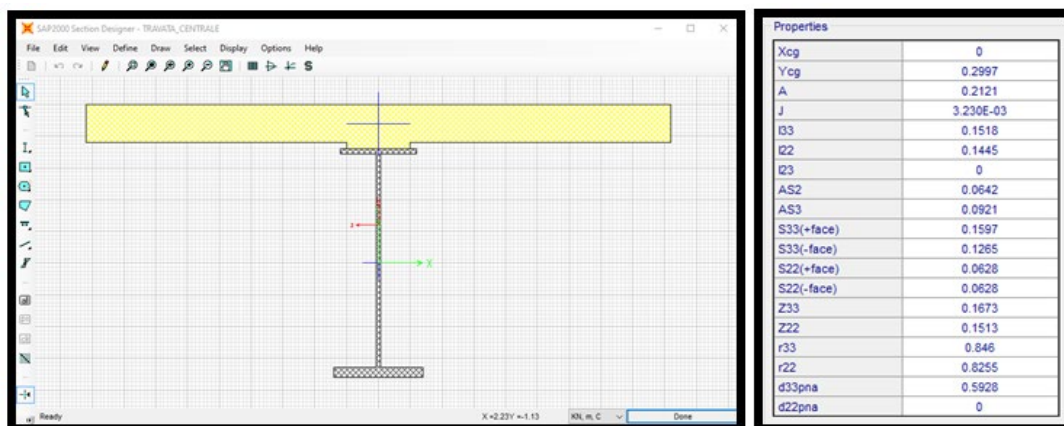 SAP2000 Section Designer - TRAVATA_CENTRALE
File Edit View Define Draw Select Display Options Help
S
X
Ready
X =2.23Y =-1.13
KN, m, C
Done
Properties
Xcg 0
Ycg 0.2997
A 0.2121
J 3.230E-03
I33 0.1518
I22 0.1445
I23 0
AS2 0.0642
AS3 0.0921
S33(+face) 0.1597
S33(-face) 0.1265
S22(+face) 0.0628
S22(-face) 0.0628
Z33 0.1673
Z22 0.1513
r33 0.846
r22 0.8255
d33pna 0.5928
d22pna 0